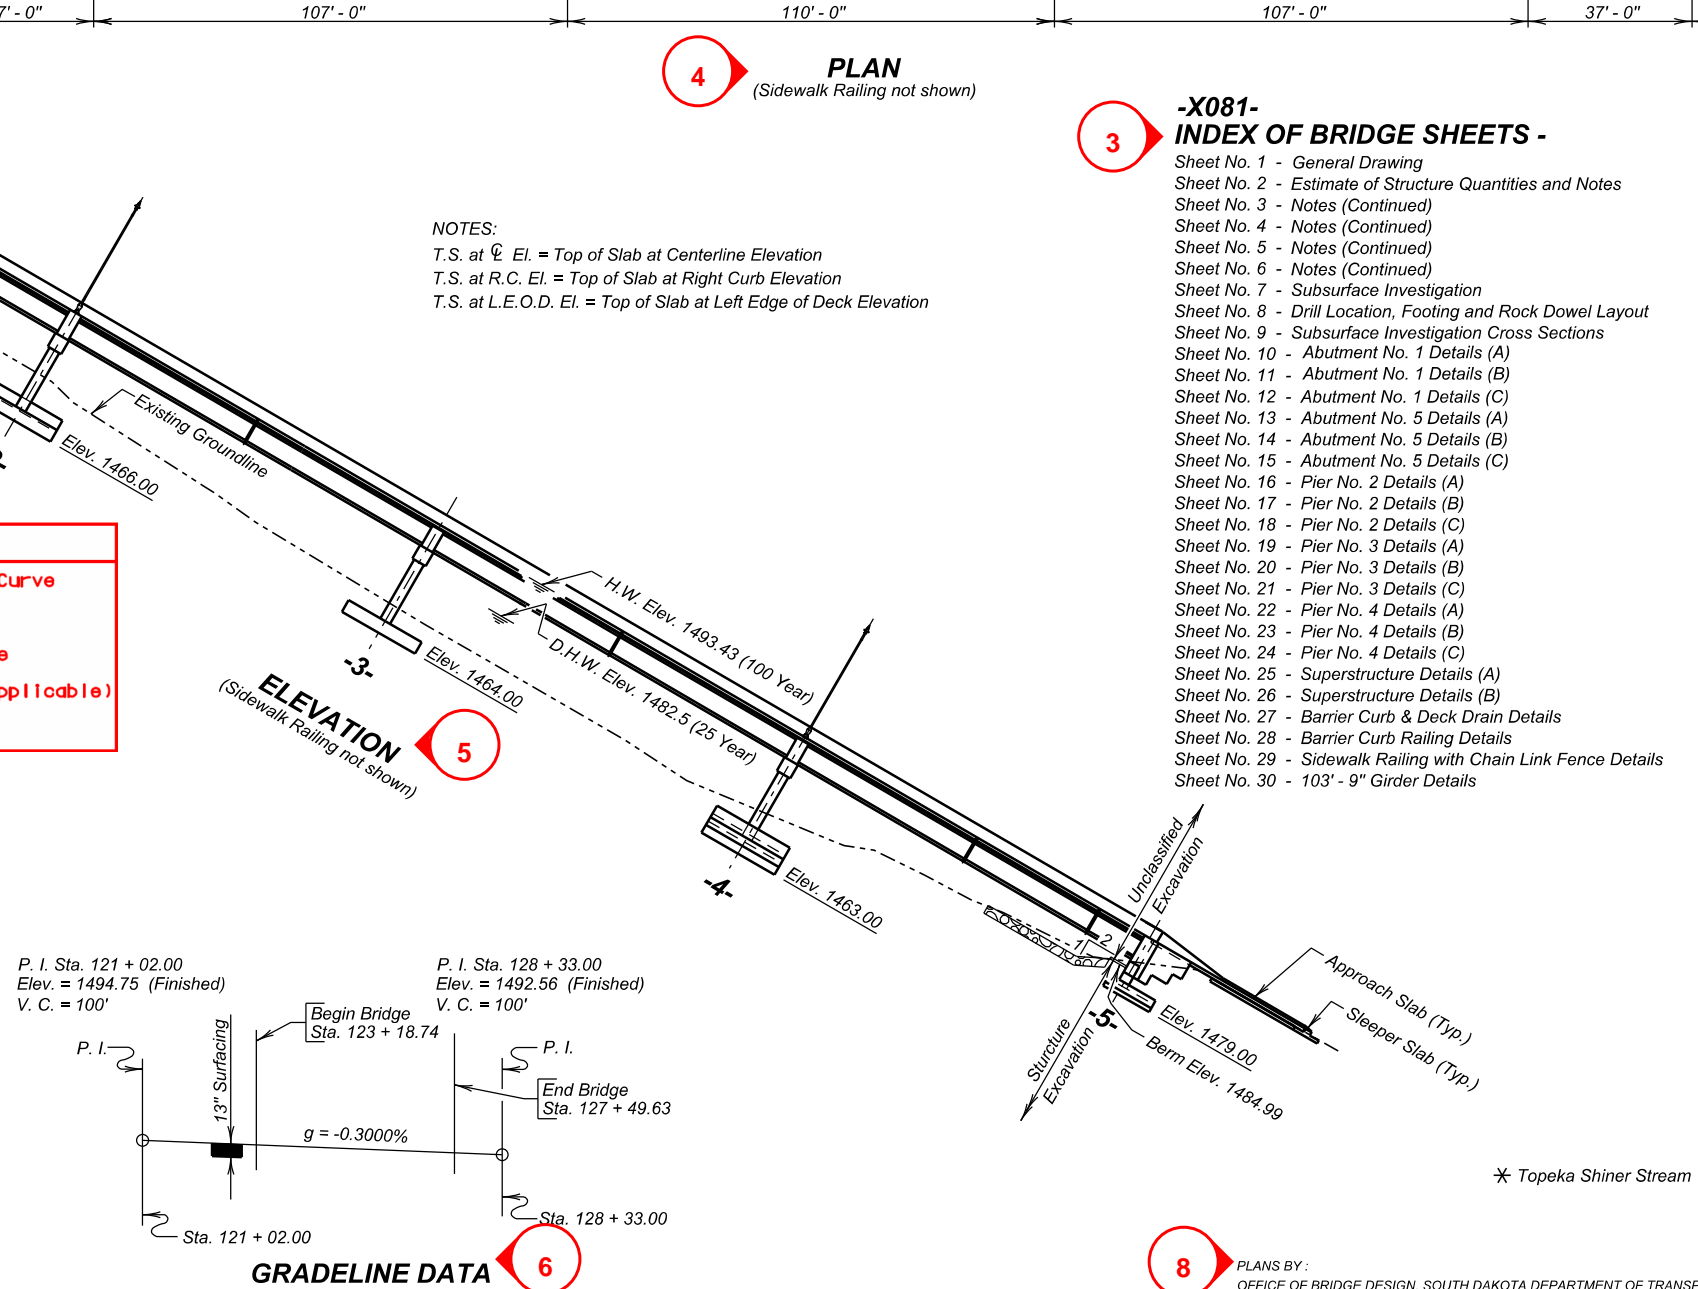 7' - 0"
107' - 0"
110' - 0"
107' - 0"
37' - 0"
4
PLAN
(Sidewalk Railing not shown)
3
-X081-
INDEX OF BRIDGE SHEETS -
Sheet No. 1 - General Drawing
Sheet No. 2 - Estimate of Structure Quantities and Notes
Sheet No. 3 - Notes (Continued)
Sheet No. 4 - Notes (Continued)
Sheet No. 5 - Notes (Continued)
Sheet No. 6 - Notes (Continued)
Sheet No. 7 - Subsurface Investigation
Sheet No. 8 - Drill Location, Footing and Rock Dowel Layout
Sheet No. 9 - Subsurface Investigation Cross Sections
Sheet No. 10 - Abutment No. 1 Details (A)
Sheet No. 11 - Abutment No. 1 Details (B)
Sheet No. 12 - Abutment No. 1 Details (C)
Sheet No. 13 - Abutment No. 5 Details (A)
Sheet No. 14 - Abutment No. 5 Details (B)
Sheet No. 15 - Abutment No. 5 Details (C)
Sheet No. 16 - Pier No. 2 Details (A)
Sheet No. 17 - Pier No. 2 Details (B)
Sheet No. 18 - Pier No. 2 Details (C)
Sheet No. 19 - Pier No. 3 Details (A)
Sheet No. 20 - Pier No. 3 Details (B)
Sheet No. 21 - Pier No. 3 Details (C)
Sheet No. 22 - Pier No. 4 Details (A)
Sheet No. 23 - Pier No. 4 Details (B)
Sheet No. 24 - Pier No. 4 Details (C)
Sheet No. 25 - Superstructure Details (A)
Sheet No. 26 - Superstructure Details (B)
Sheet No. 27 - Barrier Curb & Deck Drain Details
Sheet No. 28 - Barrier Curb Railing Details
Sheet No. 29 - Sidewalk Railing with Chain Link Fence Details
Sheet No. 30 - 103' - 9" Girder Details
NOTES:
T.S. at ℄ El. = Top of Slab at Centerline Elevation
T.S. at R.C. El. = Top of Slab at Right Curb Elevation
T.S. at L.E.O.D. El. = Top of Slab at Left Edge of Deck Elevation
Existing Groundline
Elev. 1466.00
Curve
e
pplicable)
H.W. Elev. 1493.43 (100 Year)
D.H.W. Elev. 1482.5 (25 Year)
-3-
Elev. 1464.00
ELEVATION
(Sidewalk Railing not shown)
5
-4-
Elev. 1463.00
Unclassified
Excavation
1
2
-5-
Elev. 1479.00
Berm Elev. 1484.99
Sturcture
Excavation
Approach Slab (Typ.)
Sleeper Slab (Typ.)
P. I. Sta. 121 + 02.00
Elev. = 1494.75 (Finished)
V. C. = 100'
P. I. Sta. 128 + 33.00
Elev. = 1492.56 (Finished)
V. C. = 100'
P. I.
13" Surfacing
Begin Bridge
Sta. 123 + 18.74
P. I.
End Bridge
Sta. 127 + 49.63
g = -0.3000%
Sta. 121 + 02.00
Sta. 128 + 33.00
GRADELINE DATA
6
* Topeka Shiner Stream
8
PLANS BY :
OFFICE OF BRIDGE DESIGN, SOUTH DAKOTA DEPARTMENT OF TRANSP